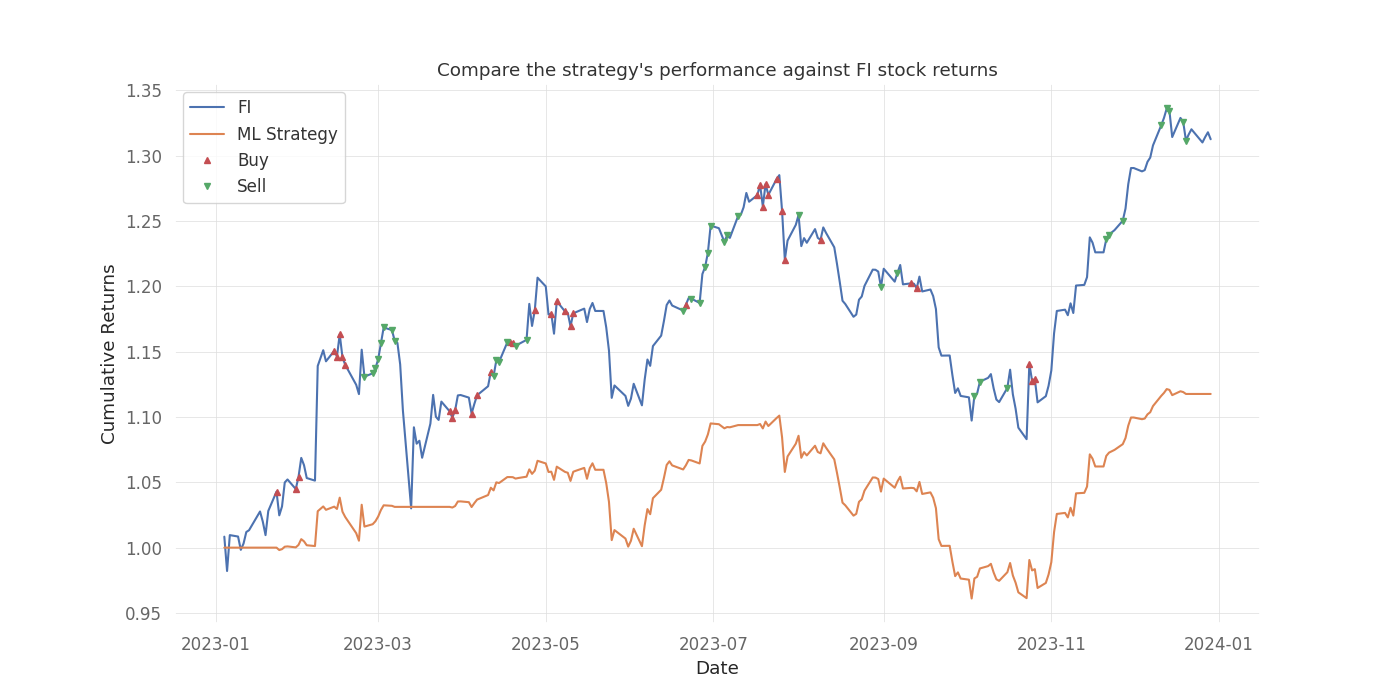 Compare the strategy's performance against FI stock returns
1.35
1.30
1.25
1.20
1.15
1.10
1.05
1.00
0.95
Cumulative Returns
FI
ML Strategy
Buy
Sell
2023-01
2023-03
2023-05
2023-07
2023-09
2023-11
2024-01
Date